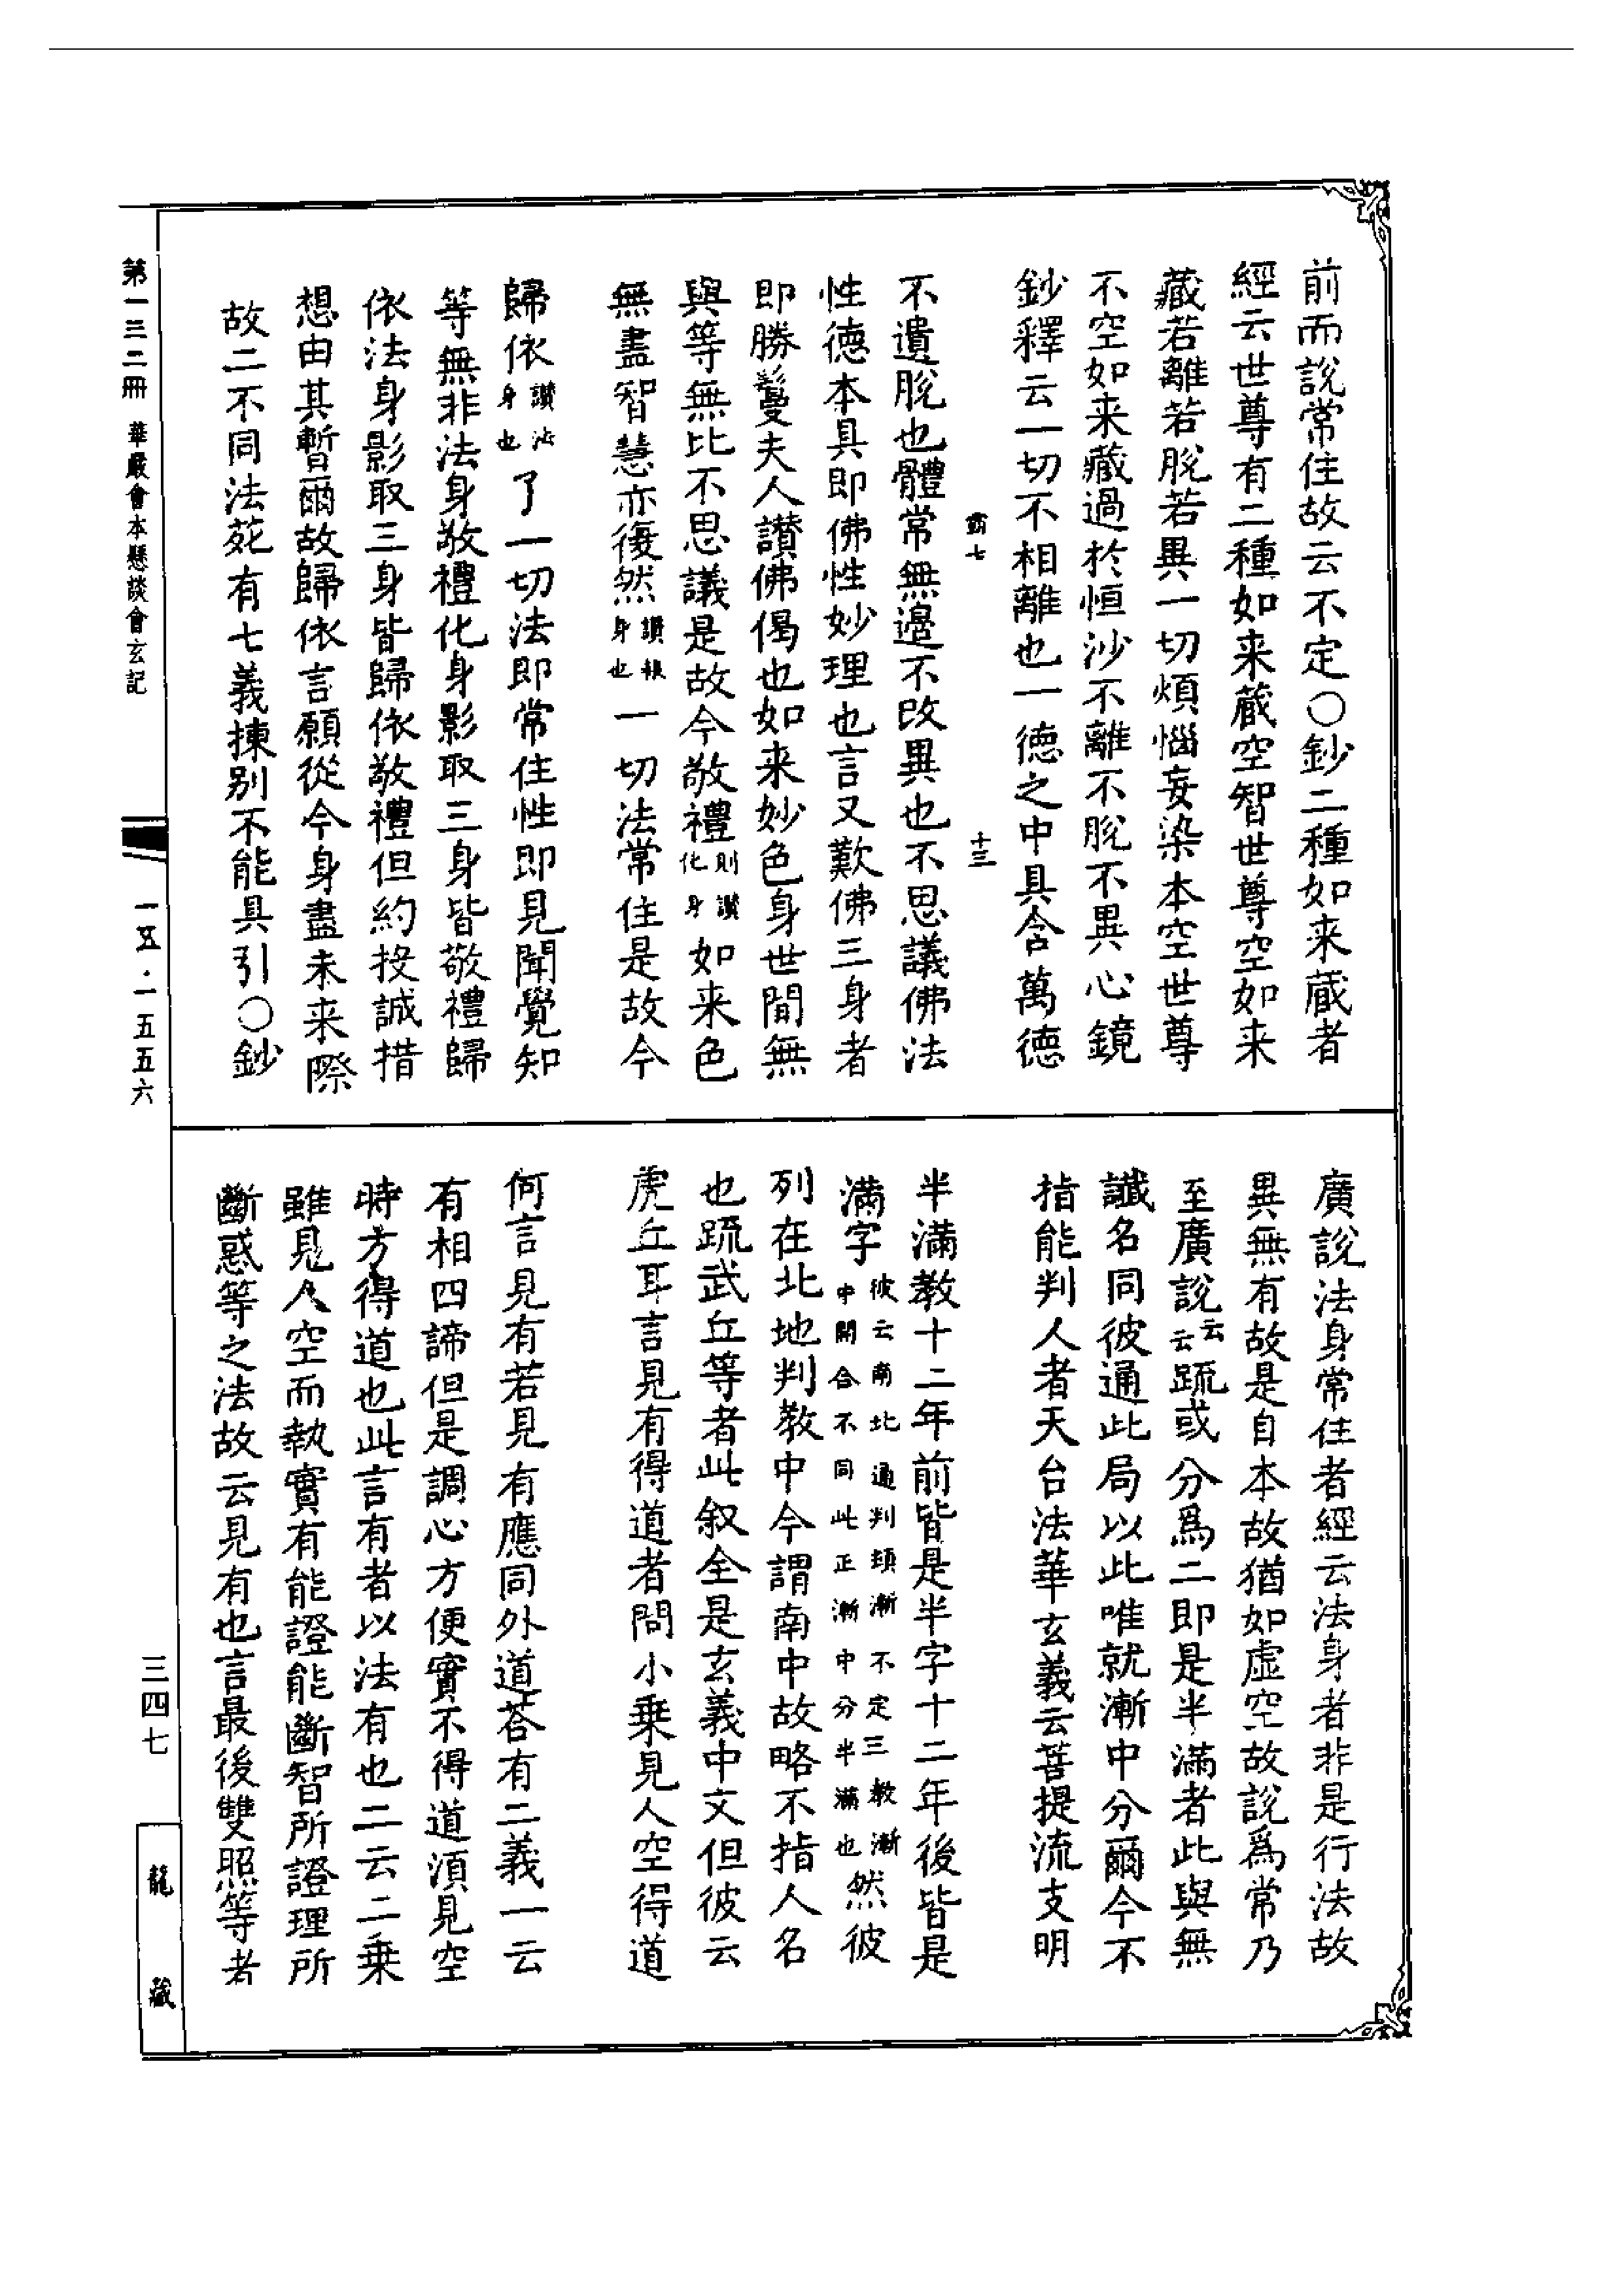 前而說常住故云不定○鈔二種如来蔵者
經云世尊有二種如来蔵空智世尊空如来
藏若離若脫若異一切煩惱妄染本空世尊
不空如来藏過於恒沙不離不脫不異心鏡
鈔釋云一切不相離也一德之中具含萬德
霸七
十三
不遺脫也體常無邊不改異也不思議佛法
性德本具即佛性妙理也言又歎佛三身者
即勝鬘夫人讃佛偈也如来妙色身世間無
與等無比不思議是故今敬禮則讃化身如来色
無盡智慧亦復然讃報身也一切法常住是故今
歸依讃法身也了一切法即常住性即見聞覺知
等無非法身敬禮化身影取三身皆敬禮歸
依法身影取三身皆歸依敬禮但約投誠措
想由其暫爾故歸依言願從今身盡未来際
故二不同法苑有七義揀别不能具引○鈔
廣說法身常住者經云法身者非是行法故
異無有故是自本故猶如虛空故說爲常乃
至廣說云云䟽或分爲二即是半滿者此與無
讖名同彼通此局以此唯就漸中分爾今不
指能判人者天台法華玄義云菩提流支明
半滿教十二年前皆是半字十二年後皆是
滿字彼云南北通判頓漸不定三教漸中開合不同此正漸中分半滿也然彼
列在北地判教中今謂南中故略不指人名
也䟽武丘等者此叙全是玄義中文但彼云
虎丘耳言見有得道者問小乗見人空得道
何言見有若見有應同外道荅有二義一云
有相四諦但是調心方便實不得道湏見空
時方得道也此言有者以法有也二云二乗
雖見人空而執實有能證能斷智所證理所
斷惑等之法故云見有也言最後雙照等者
第一三二冊 華嚴會本懸談會玄記
一五·一五五六
三四七
龍藏